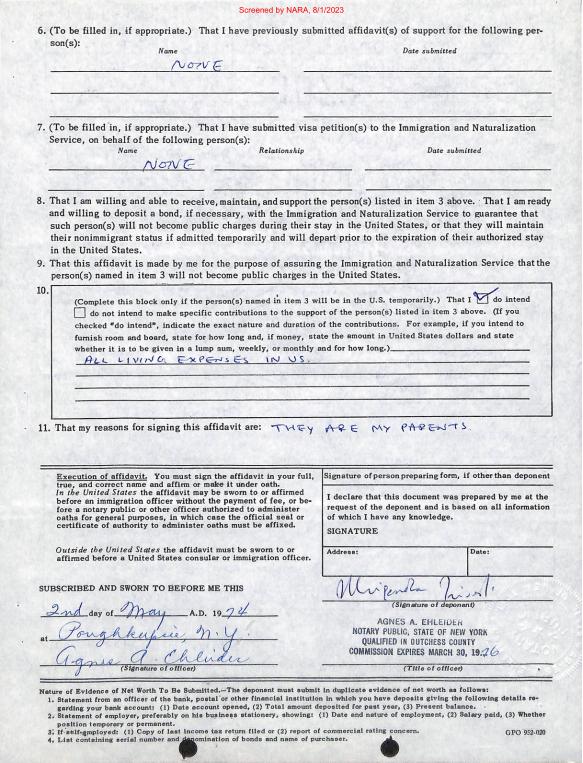 Screened by NARA, 8/1/2023
6. (To be filled in, if appropriate.) That I have previously submitted affidavit(s) of support for the following per-
son(s):
Name Date submitted
NONE
7. (To be filled in, if appropriate.) That I have submitted visa petition(s) to the Immigration and Naturalization
Service, on behalf of the following person(s):
Name Relationship Date submitted
NONE
8. That I am willing and able to receive, maintain, and support the person(s) listed in item 3 above. That I am ready
and willing to deposit a bond, if necessary, with the Immigration and Naturalization Service to guarantee that
such person(s) will not become public charges during their stay in the United States, or that they will maintain
their nonimmigrant status if admitted temporarily and will depart prior to the expiration of their authorized stay
in the United States.
9. That this affidavit is made by me for the purpose of assuring the Immigration and Naturalization Service that the
person(s) named in item 3 will not become public charges in the United States.
10.
(Complete this block only if the person(s) named in item 3 will be in the U.S. temporarily.) That I do intend
do not intend to make specific contributions to the support of the person(s) listed in item 3 above. (If you
checked "do intend", indicate the exact nature and duration of the contributions. For example, if you intend to
furnish room and board, state for how long and, if money, state the amount in United States dollars and state
whether it is to be given in a lump sum, weekly, or monthly and for how long.)
ALL LIVING EXPENSES IN US.
11. That my reasons for signing this affidavit are: THEY ARE MY PARENTS.
Execution of affidavit. You must sign the affidavit in your full,
true, and correct name and affirm or make it under oath.
In the United States the affidavit may be sworn to or affirmed
before an immigration officer without the payment of fee, or be-
fore a notary public or other officer authorized to administer
oaths for general purposes, in which case the official seal or
certificate of authority to administer oaths must be affixed.
Outside the United States the affidavit must be sworn to or
affirmed before a United States consular or immigration officer.
Signature of person preparing form, if other than deponent
I declare that this document was prepared by me at the
request of the deponent and is based on all information
of which I have any knowledge.
SIGNATURE
Address: Date:
SUBSCRIBED AND SWORN TO BEFORE ME THIS
2nd day of May A.D. 1974
at Poughkeepsie, N.Y.
Agnes A. Ehleider
(Signature of officer)
(Signature of deponent)
AGNES A. EHLEIDER
NOTARY PUBLIC, STATE OF NEW YORK
QUALIFIED IN DUTCHESS COUNTY
COMMISSION EXPIRES MARCH 30, 1976
(Title of officer)
Nature of Evidence of Net Worth To Be Submitted.—The deponent must submit in duplicate evidence of net worth as follows:
1. Statement from an officer of the bank, postal or other financial institution in which you have deposits giving the following details re-
garding your bank account: (1) Date account opened, (2) Total amount deposited for past year, (3) Present balance.
2. Statement of employer, preferably on his business stationery, showing: (1) Date and nature of employment, (2) Salary paid, (3) Whether
position temporary or permanent.
3. If self-employed: (1) Copy of last income tax return filed or (2) report of commercial rating concern.
4. List containing serial number and denomination of bonds and name of purchaser.
GPO 952-020